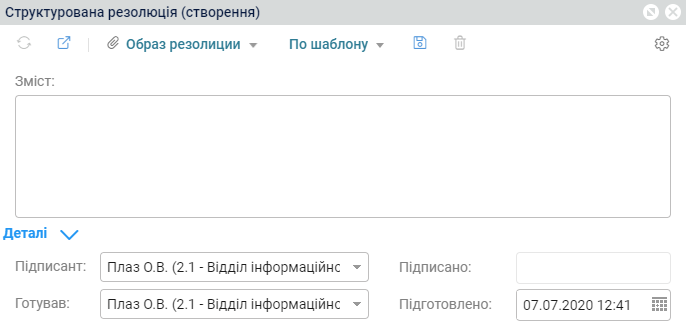 Структурована резолюція (створення)
Образ резолиции По шаблону
Зміст:
Деталі
Підписант: Плаз О.В. (2.1 - Відділ інформаційнс Підписано:
Готував: Плаз О.В. (2.1 - Відділ інформаційнс Підготовлено: 07.07.2020 12:41